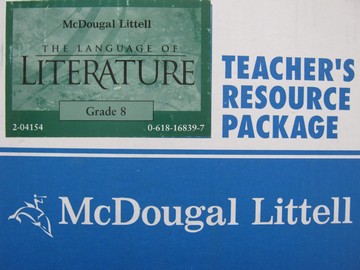 McDougal Littell
THE LANGUAGE OF
LITERATURE
Grade 8
2-04154 0-618-16839-7
TEACHER'S
RESOURCE
PACKAGE
McDougal Littell